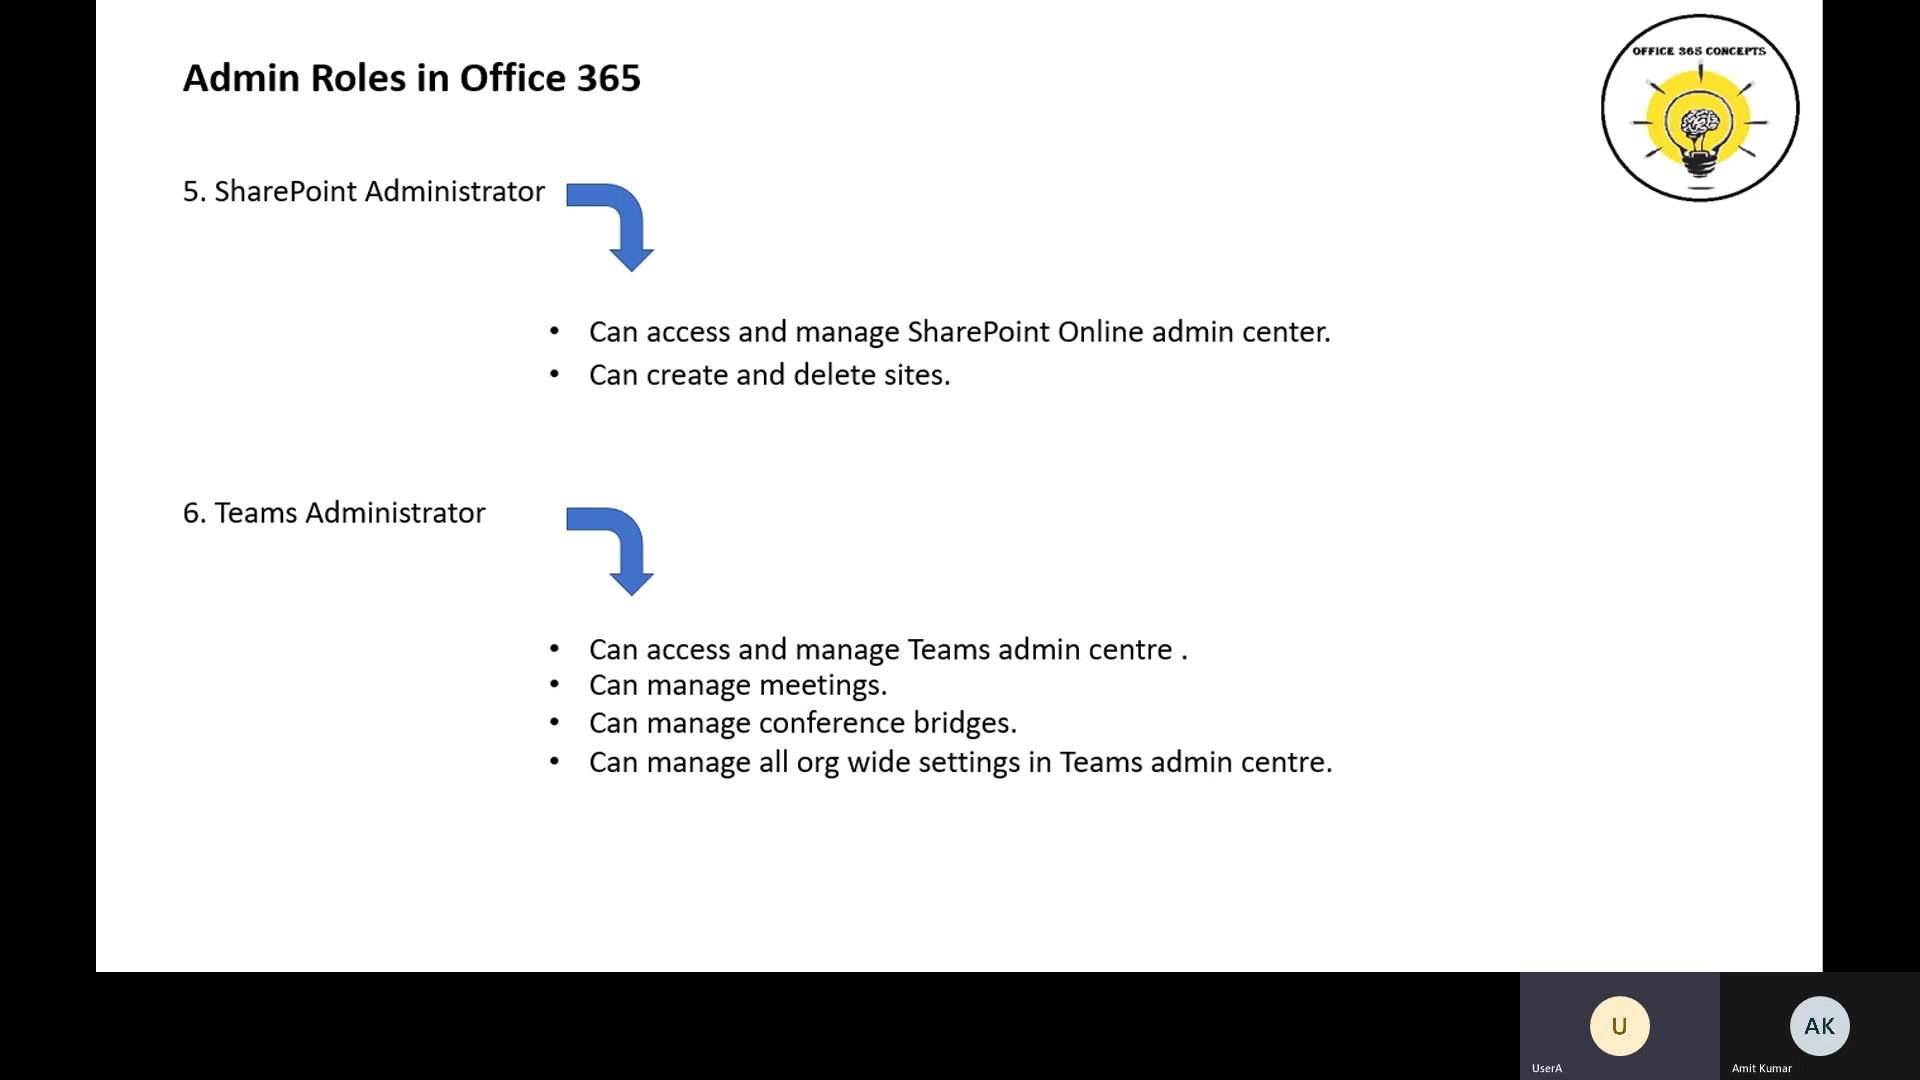 Admin Roles in Office 365
OFFICE 365 CONCEPTS
5. SharePoint Administrator
• Can access and manage SharePoint Online admin center.
• Can create and delete sites.
6. Teams Administrator
• Can access and manage Teams admin centre .
• Can manage meetings.
• Can manage conference bridges.
• Can manage all org wide settings in Teams admin centre.
U
AK
UserA
Amit Kumar